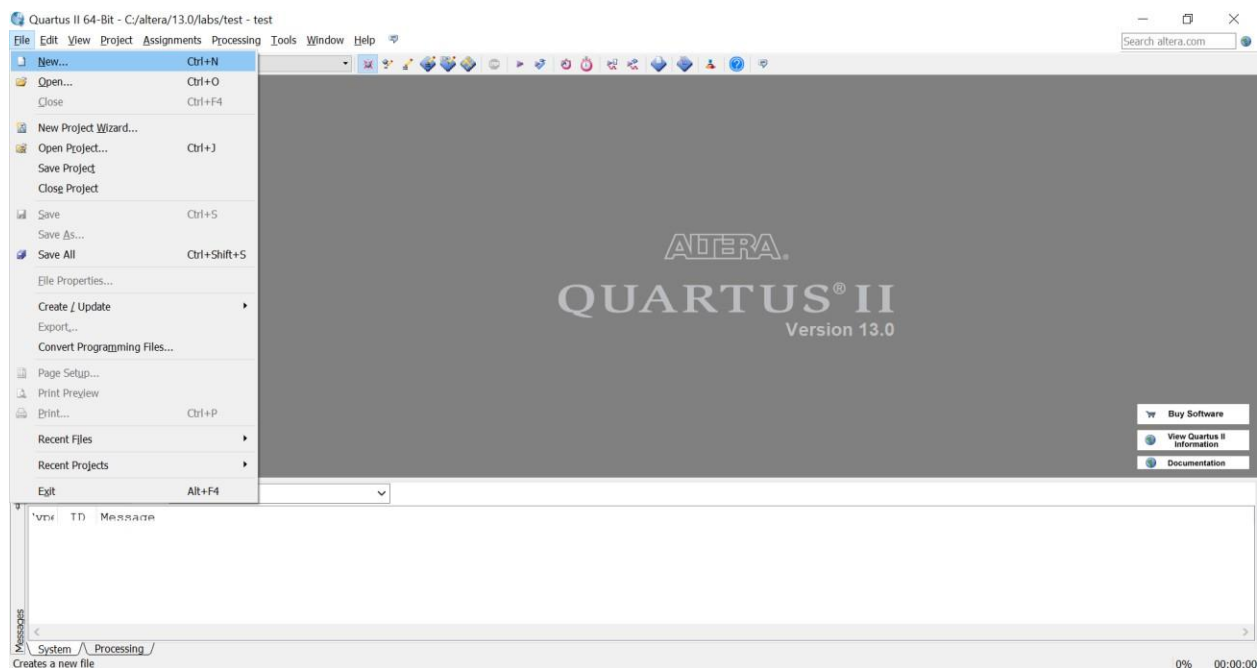 Quartus II 64-Bit - C:/altera/13.0/labs/test - test
File Edit View Project Assignments Processing Tools Window Help
Search altera.com
New... Ctrl+N
Open... Ctrl+O
Close Ctrl+F4
New Project Wizard...
Open Project... Ctrl+J
Save Project
Close Project
Save Ctrl+S
Save As...
Save All Ctrl+Shift+S
File Properties...
Create / Update
Export...
Convert Programming Files...
Page Setup...
Print Preview
Print... Ctrl+P
Recent Files
Recent Projects
Exit Alt+F4
ALTERA®
QUARTUS® II
Version 13.0
Buy Software
View Quartus II
Information
Documentation
ID Message
Messages
System Processing
Creates a new file
0% 00:00:00